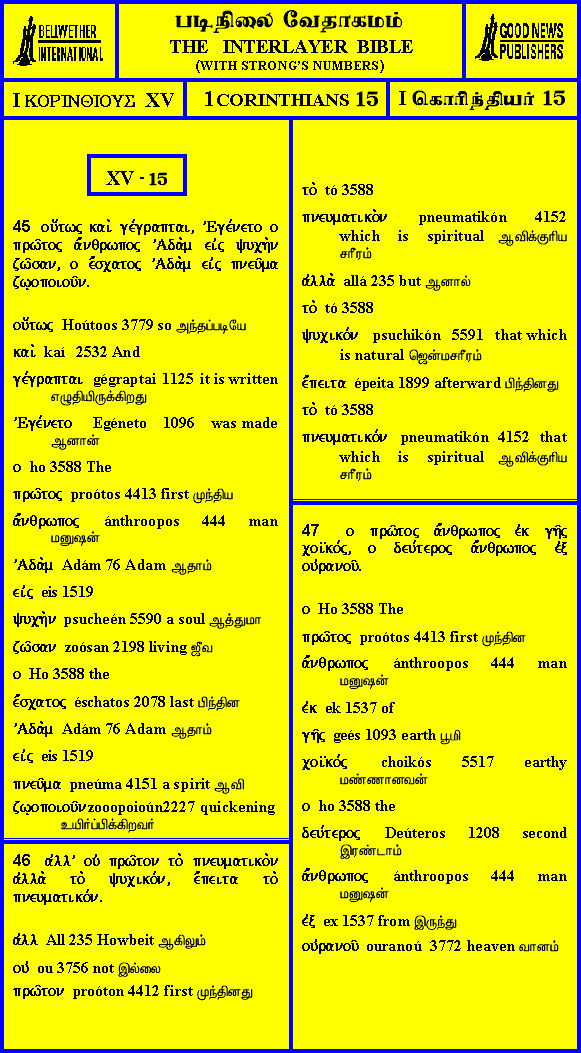 BELLWETHER
INTERNATIONAL
படிநிலை வேதாகமம்
THE INTERLAYER BIBLE
(WITH STRONG'S NUMBERS)
GOOD NEWS
PUBLISHERS
I ΚΟΡΙΝΘΙΟΥΣ XV
1 CORINTHIANS 15
I கொரிந்தியர் 15
XV - 15
45 οὕτως καὶ γέγραπται, Ἐγένετο ο
πρῶτος ἄνθρωπος Ἀδὰμ εἰς ψυχὴν
ζῶσαν, ο ἔσχατος Ἀδὰμ εἰς πνεῦμα
ζῳοποιοῦν.
οὕτως Hoútoos 3779 so அந்தப்படியே
καὶ kaí 2532 And
γέγραπται gégraptai 1125 it is written
எழுதியிருக்கிறது
Ἐγένετο Egéneto 1096 was made
ஆனான்
ο ho 3588 The
πρῶτος proótos 4413 first முந்திய
ἄνθρωπος ánthroopos 444 man
மனுஷன்
Ἀδὰμ Adám 76 Adam ஆதாம்
εἰς eis 1519
ψυχὴν psucheén 5590 a soul ஆத்துமா
ζῶσαν zoósan 2198 living ஜீவ
ο Ho 3588 the
ἔσχατος éschatos 2078 last பிந்தின
Ἀδὰμ Adám 76 Adam ஆதாம்
εἰς eis 1519
πνεῦμα pneúma 4151 a spirit ஆவி
ζῳοποιοῦν zooopoioún2227 quickening
உயிர்ப்பிக்கிறவர்
46 ἀλλ' οὐ πρῶτον τὸ πνευματικὸν
ἀλλὰ τὸ ψυχικόν, ἔπειτα τὸ
πνευματικόν.
ἀλλ All 235 Howbeit ஆகிலும்
οὐ ou 3756 not இல்லை
πρῶτον proóton 4412 first முந்தினது
τὸ tó 3588
πνευματικὸν pneumatikón 4152
which is spiritual ஆவிக்குரிய
சரீரம்
ἀλλὰ allá 235 but ஆனால்
τὸ tó 3588
ψυχικόν psuchikón 5591 that which
is natural ஜென்மசரீரம்
ἔπειτα épeita 1899 afterward பிந்தினது
τὸ tó 3588
πνευματικόν pneumatikón 4152 that
which is spiritual ஆவிக்குரிய
சரீரம்
47 ο πρῶτος ἄνθρωπος ἐκ γῆς
χοϊκός, ο δεύτερος ἄνθρωπος ἐξ
οὐρανοῦ.
ο Ho 3588 The
πρῶτος proótos 4413 first முந்தின
ἄνθρωπος ánthroopos 444 man
மனுஷன்
ἐκ ek 1537 of
γῆς geés 1093 earth பூமி
χοϊκός choikós 5517 earthy
மண்ணானவன்
ο ho 3588 the
δεύτερος Deúteros 1208 second
இரண்டாம்
ἄνθρωπος ánthroopos 444 man
மனுஷன்
ἐξ ex 1537 from இருந்து
οὐρανοῦ ouranoú 3772 heaven வானம்